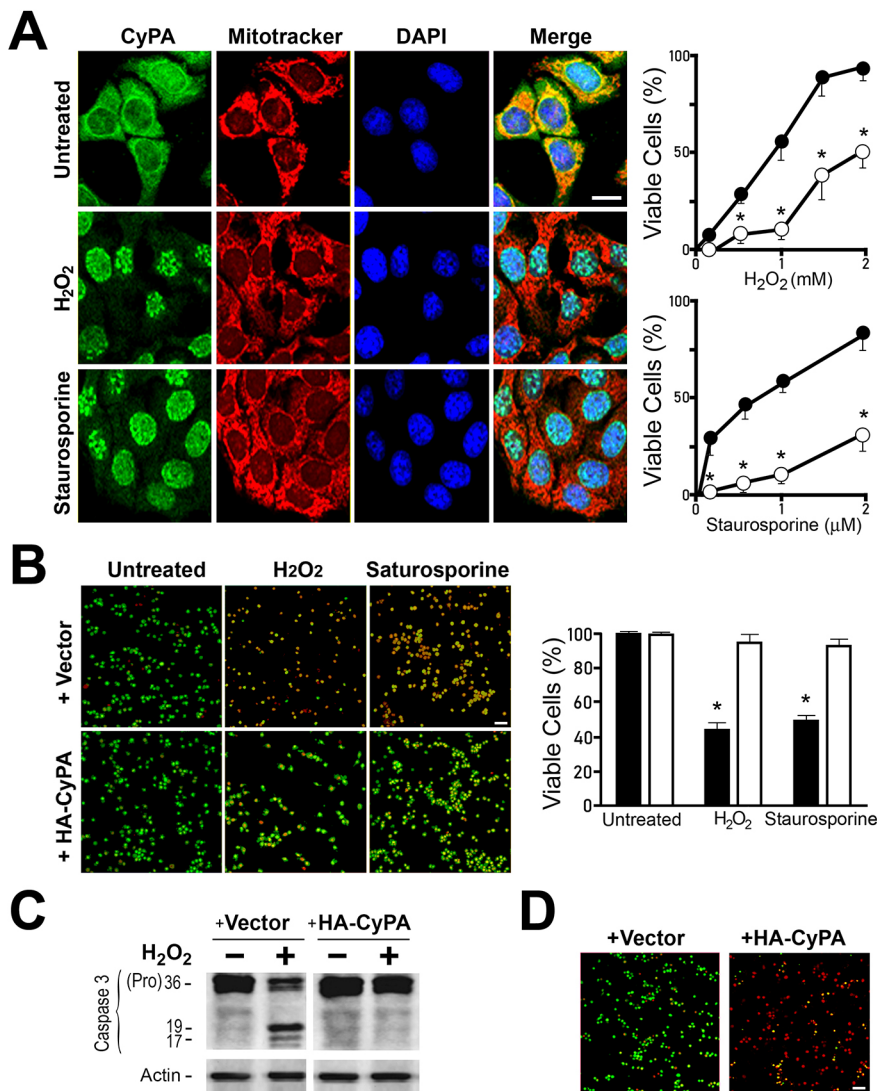 A
CyPA Mitotracker DAPI Merge
Untreated
H2O2
Staurosporine
Viable Cells (%)
100
50
0
0 1 2
H2O2 (mM)
* * * *
Viable Cells (%)
100
50
0
0 1 2
Staurosporine (μM)
* * * *
B
Untreated H2O2 Saturosporine
+ Vector
+ HA-CyPA
Viable Cells (%)
100
80
60
40
20
0
* *
Untreated H2O2 Staurosporine
C
+Vector +HA-CyPA
H2O2 − + − +
Caspase 3
(Pro) 36 -
19 -
17 -
Actin -
D
+Vector +HA-CyPA